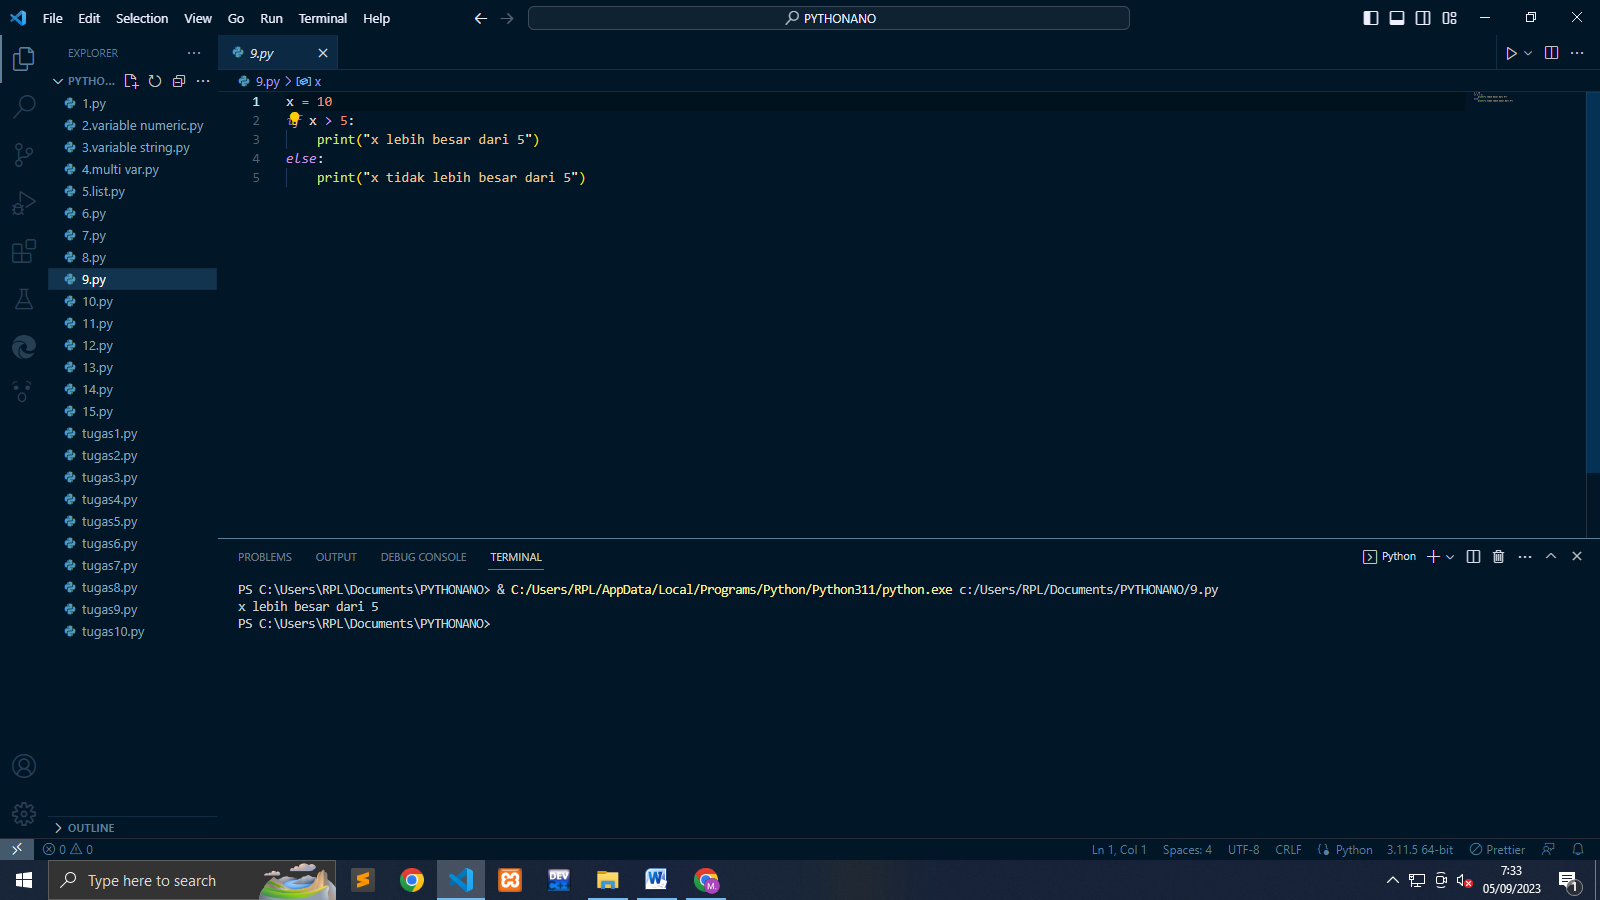 File Edit Selection View Go Run Terminal Help
PYTHONANO
EXPLORER
PYTHO...
1.py
2.variable numeric.py
3.variable string.py
4.multi var.py
5.list.py
6.py
7.py
8.py
9.py
10.py
11.py
12.py
13.py
14.py
15.py
tugas1.py
tugas2.py
tugas3.py
tugas4.py
tugas5.py
tugas6.py
tugas7.py
tugas8.py
tugas9.py
tugas10.py
OUTLINE
9.py
9.py > x
1 x = 10
2 if x > 5:
3 print("x lebih besar dari 5")
4 else:
5 print("x tidak lebih besar dari 5")
PROBLEMS OUTPUT DEBUG CONSOLE TERMINAL
Python
PS C:\Users\RPL\Documents\PYTHONANO> & C:/Users/RPL/AppData/Local/Programs/Python/Python311/python.exe c:/Users/RPL/Documents/PYTHONANO/9.py
x lebih besar dari 5
PS C:\Users\RPL\Documents\PYTHONANO>
0 0
Ln 1, Col 1 Spaces: 4 UTF-8 CRLF Python 3.11.5 64-bit Prettier
Type here to search
DEV
M.
7:33
05/09/2023
1